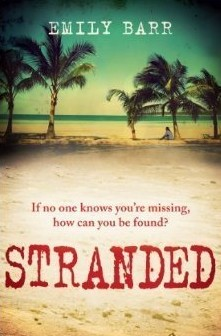 EMILY BARR
If no one knows you're missing,
how can you be found?
STRANDED